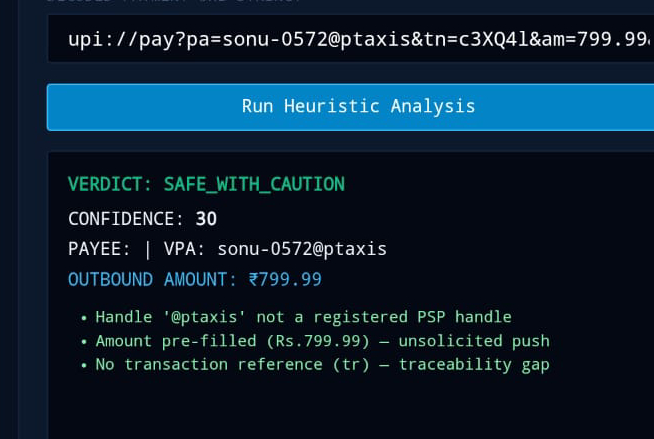 upi://pay?pa=sonu-0572@ptaxis&tn=c3XQ4l&am=799.99
Run Heuristic Analysis
VERDICT: SAFE_WITH_CAUTION
CONFIDENCE: 30
PAYEE: | VPA: sonu-0572@ptaxis
OUTBOUND AMOUNT: ₹799.99
• Handle '@ptaxis' not a registered PSP handle
• Amount pre-filled (Rs.799.99) — unsolicited push
• No transaction reference (tr) — traceability gap